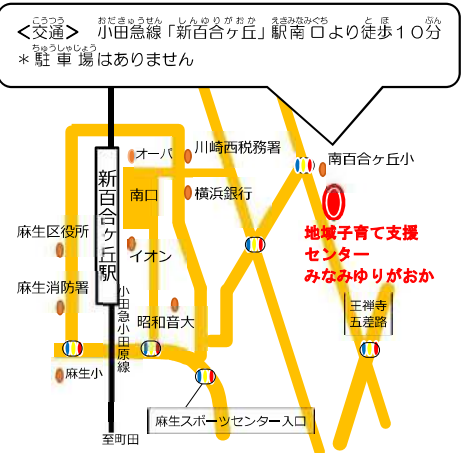 ＜交通＞ 小田急線「新百合ヶ丘」駅南口より徒歩１０分
こうつう おだきゅうせん しんゆりがおか えきみなみぐち とほ ぷん
＊駐車場はありません
ちゅうしゃじょう
オーパ
川崎西税務署
南百合ヶ丘小
新百合ヶ丘駅
南口
横浜銀行
麻生区役所
イオン
地域子育て支援
センター
みなみゆりがおか
麻生消防署
小田急小田原線
昭和音大
王禅寺
五差路
麻生小
麻生スポーツセンター入口
至町田